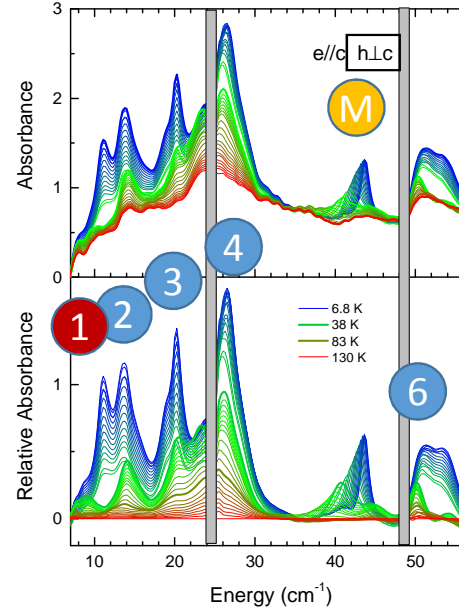 3
e//c h⊥c
M
2
Absorbance
1
4
0
3
1
2
6.8 K
38 K
83 K
130 K
6
1
Relative Absorbance
0
10 20 30 40 50
Energy (cm-1)